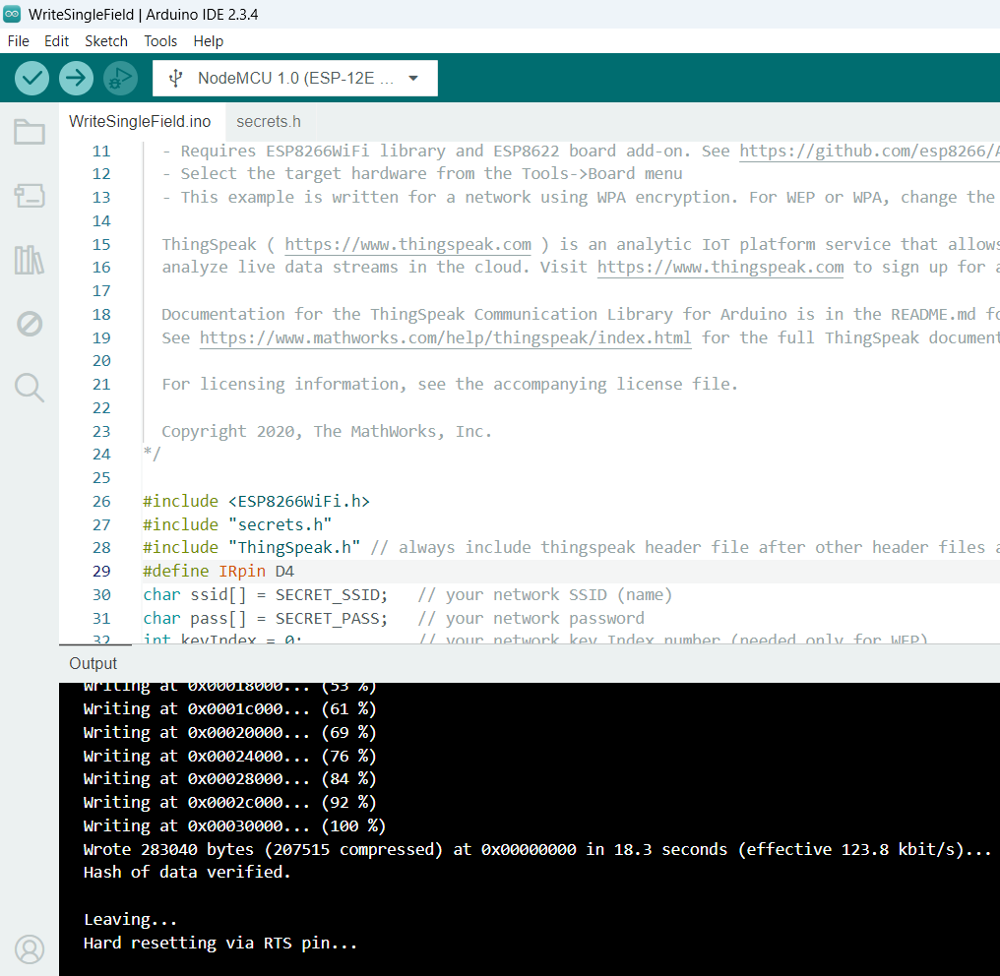 WriteSingleField | Arduino IDE 2.3.4
File Edit Sketch Tools Help
NodeMCU 1.0 (ESP-12E ...
WriteSingleField.ino secrets.h
11 - Requires ESP8266WiFi library and ESP8622 board add-on. See https://github.com/esp8266/A
12 - Select the target hardware from the Tools->Board menu
13 - This example is written for a network using WPA encryption. For WEP or WPA, change the
14
15 ThingSpeak ( https://www.thingspeak.com ) is an analytic IoT platform service that allows
16 analyze live data streams in the cloud. Visit https://www.thingspeak.com to sign up for a
17
18 Documentation for the ThingSpeak Communication Library for Arduino is in the README.md fo
19 See https://www.mathworks.com/help/thingspeak/index.html for the full ThingSpeak document
20
21 For licensing information, see the accompanying license file.
22
23 Copyright 2020, The MathWorks, Inc.
24 */
25
26 #include <ESP8266WiFi.h>
27 #include "secrets.h"
28 #include "ThingSpeak.h" // always include thingspeak header file after other header files a
29 #define IRpin D4
30 char ssid[] = SECRET_SSID; // your network SSID (name)
31 char pass[] = SECRET_PASS; // your network password
32 int keyIndex = 0; // your network key Index number (needed only for WEP)
Output
Writing at 0x00018000... (53 %)
Writing at 0x0001c000... (61 %)
Writing at 0x00020000... (69 %)
Writing at 0x00024000... (76 %)
Writing at 0x00028000... (84 %)
Writing at 0x0002c000... (92 %)
Writing at 0x00030000... (100 %)
Wrote 283040 bytes (207515 compressed) at 0x00000000 in 18.3 seconds (effective 123.8 kbit/s)...
Hash of data verified.
Leaving...
Hard resetting via RTS pin...